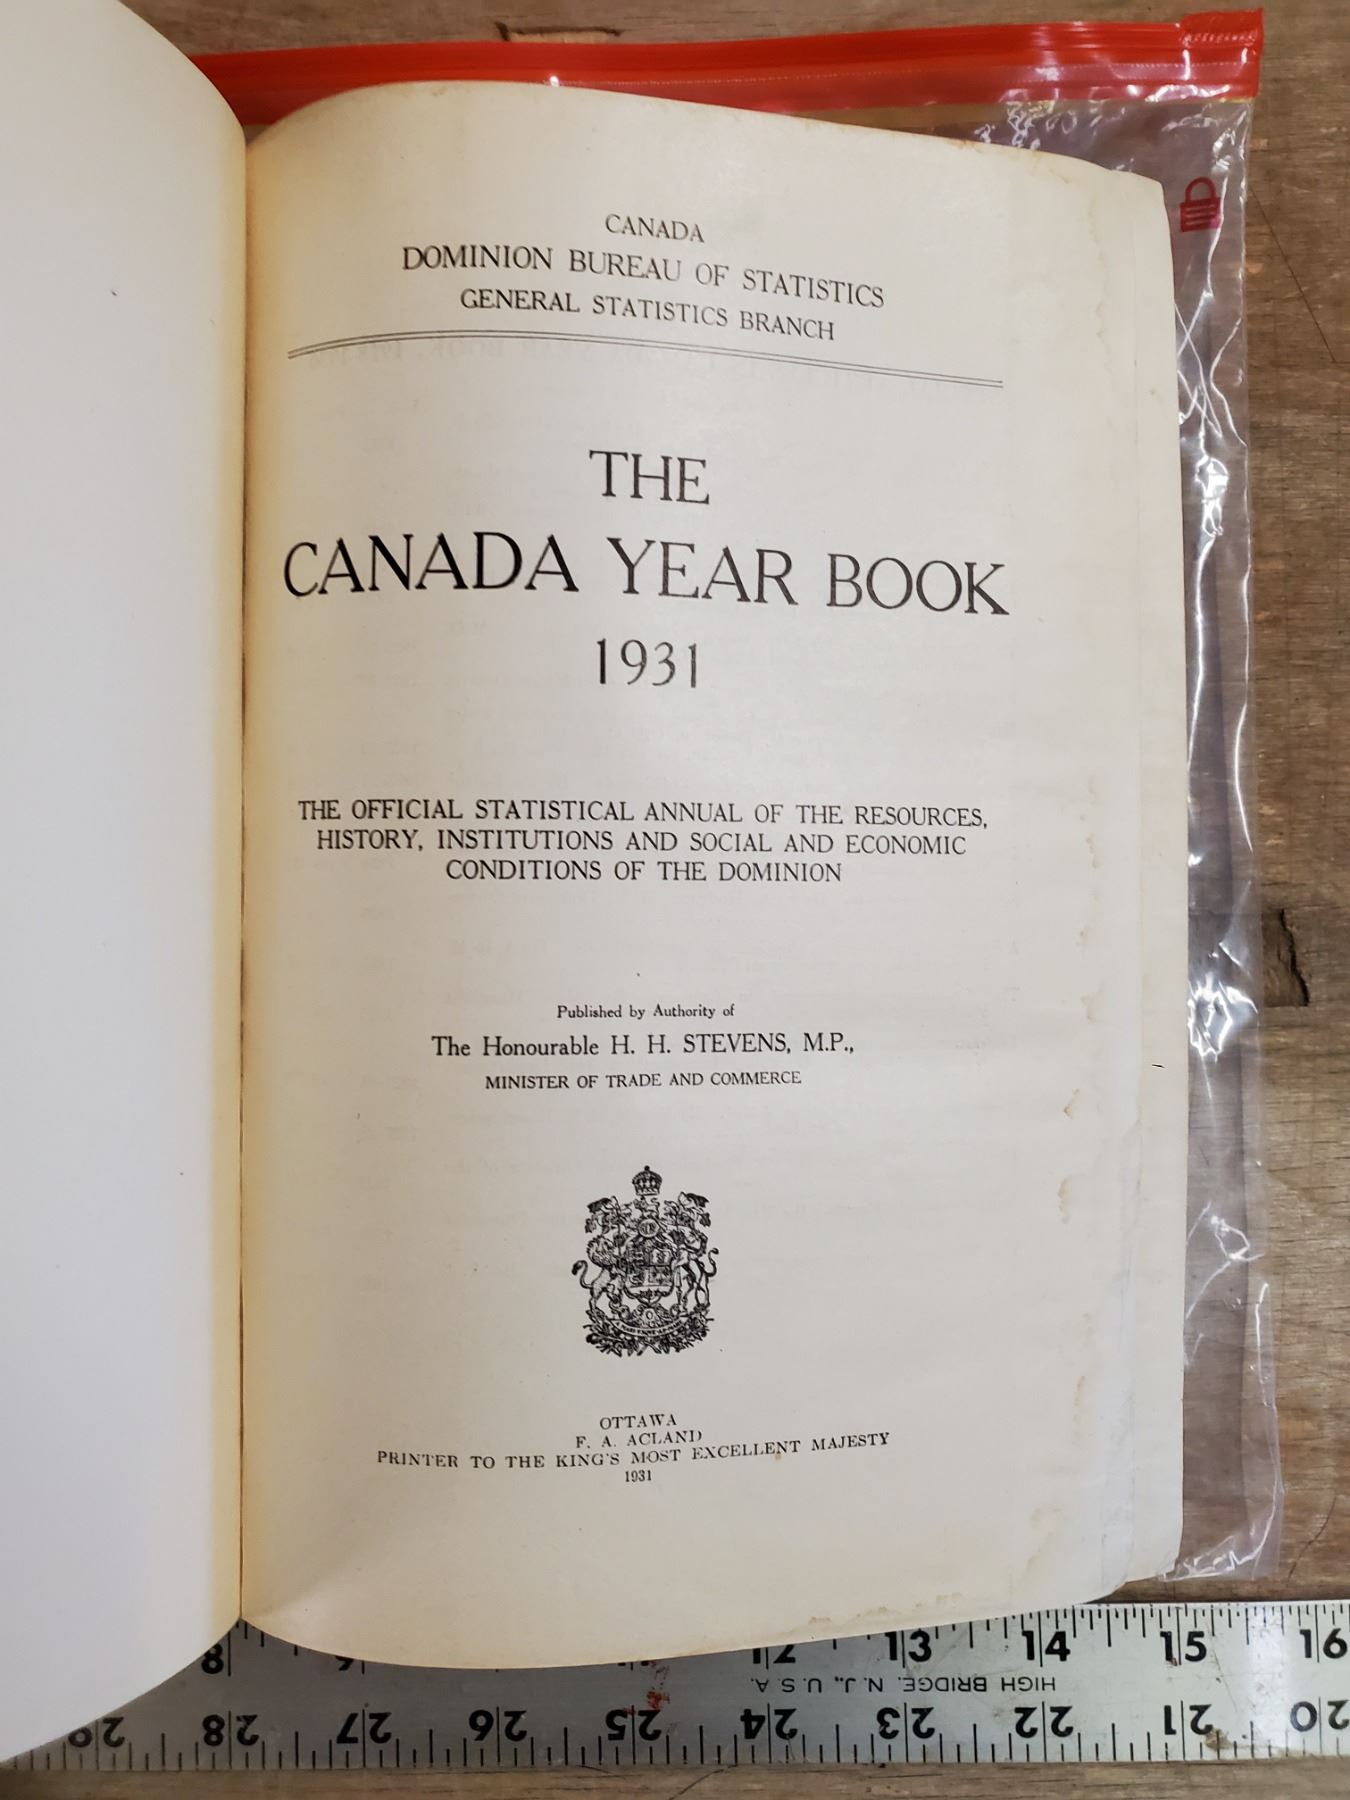 CANADA
DOMINION BUREAU OF STATISTICS
GENERAL STATISTICS BRANCH
THE
CANADA YEAR BOOK
1931
THE OFFICIAL STATISTICAL ANNUAL OF THE RESOURCES,
HISTORY, INSTITUTIONS AND SOCIAL AND ECONOMIC
CONDITIONS OF THE DOMINION
Published by Authority of
The Honourable H. H. STEVENS, M.P.,
MINISTER OF TRADE AND COMMERCE
OTTAWA
F. A. ACLAND
PRINTER TO THE KING'S MOST EXCELLENT MAJESTY
1931
8 13 14 15 16
HIGH BRIDGE, N.J., U.S.A.
29 28 27 26 25 24 23 22 21 20